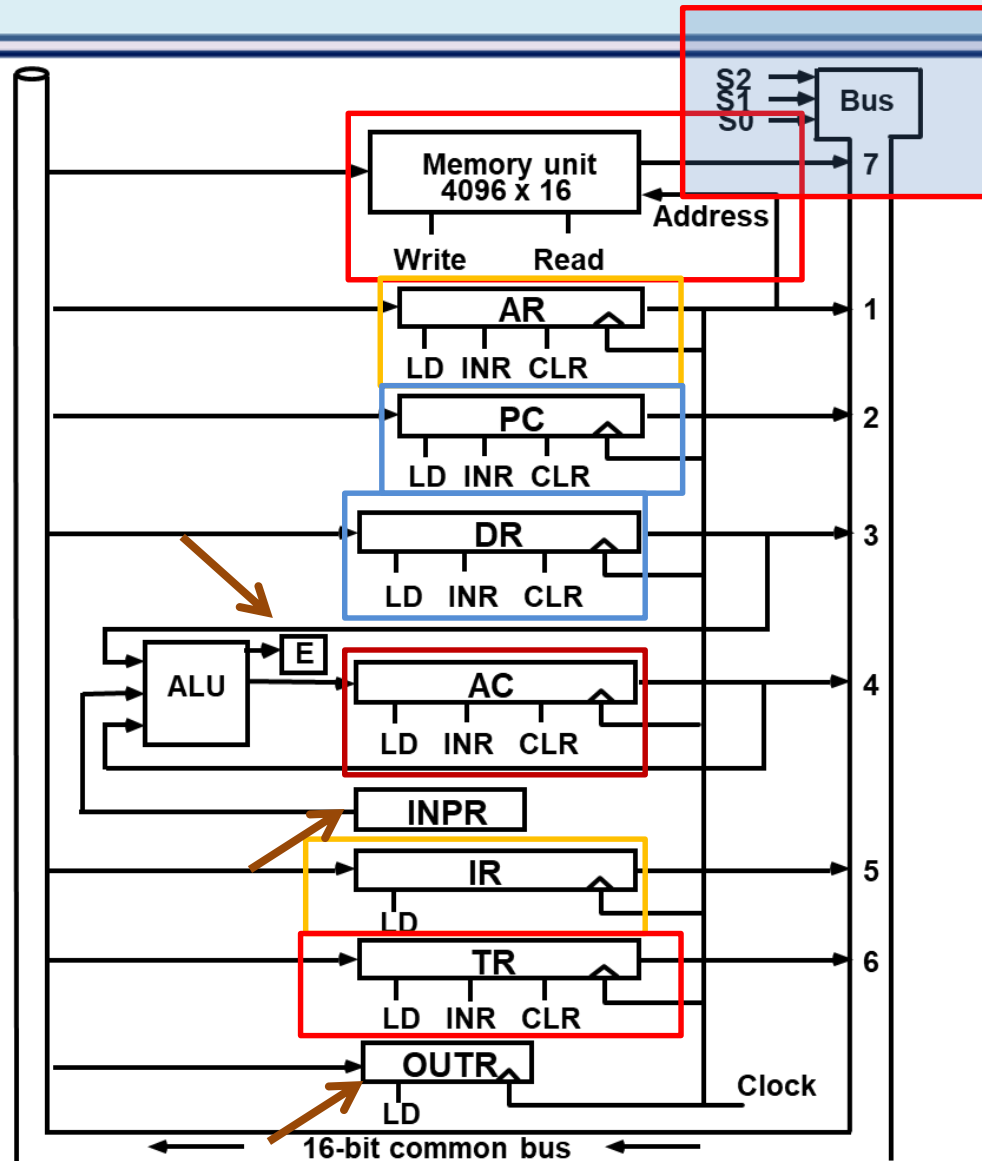 S2
S1
S0
Bus
Memory unit
4096 x 16
7
Address
Write Read
AR
1
LD INR CLR
PC
2
LD INR CLR
DR
3
LD INR CLR
E
ALU
AC
4
LD INR CLR
INPR
IR
5
LD
TR
6
LD INR CLR
OUTR
LD
Clock
16-bit common bus